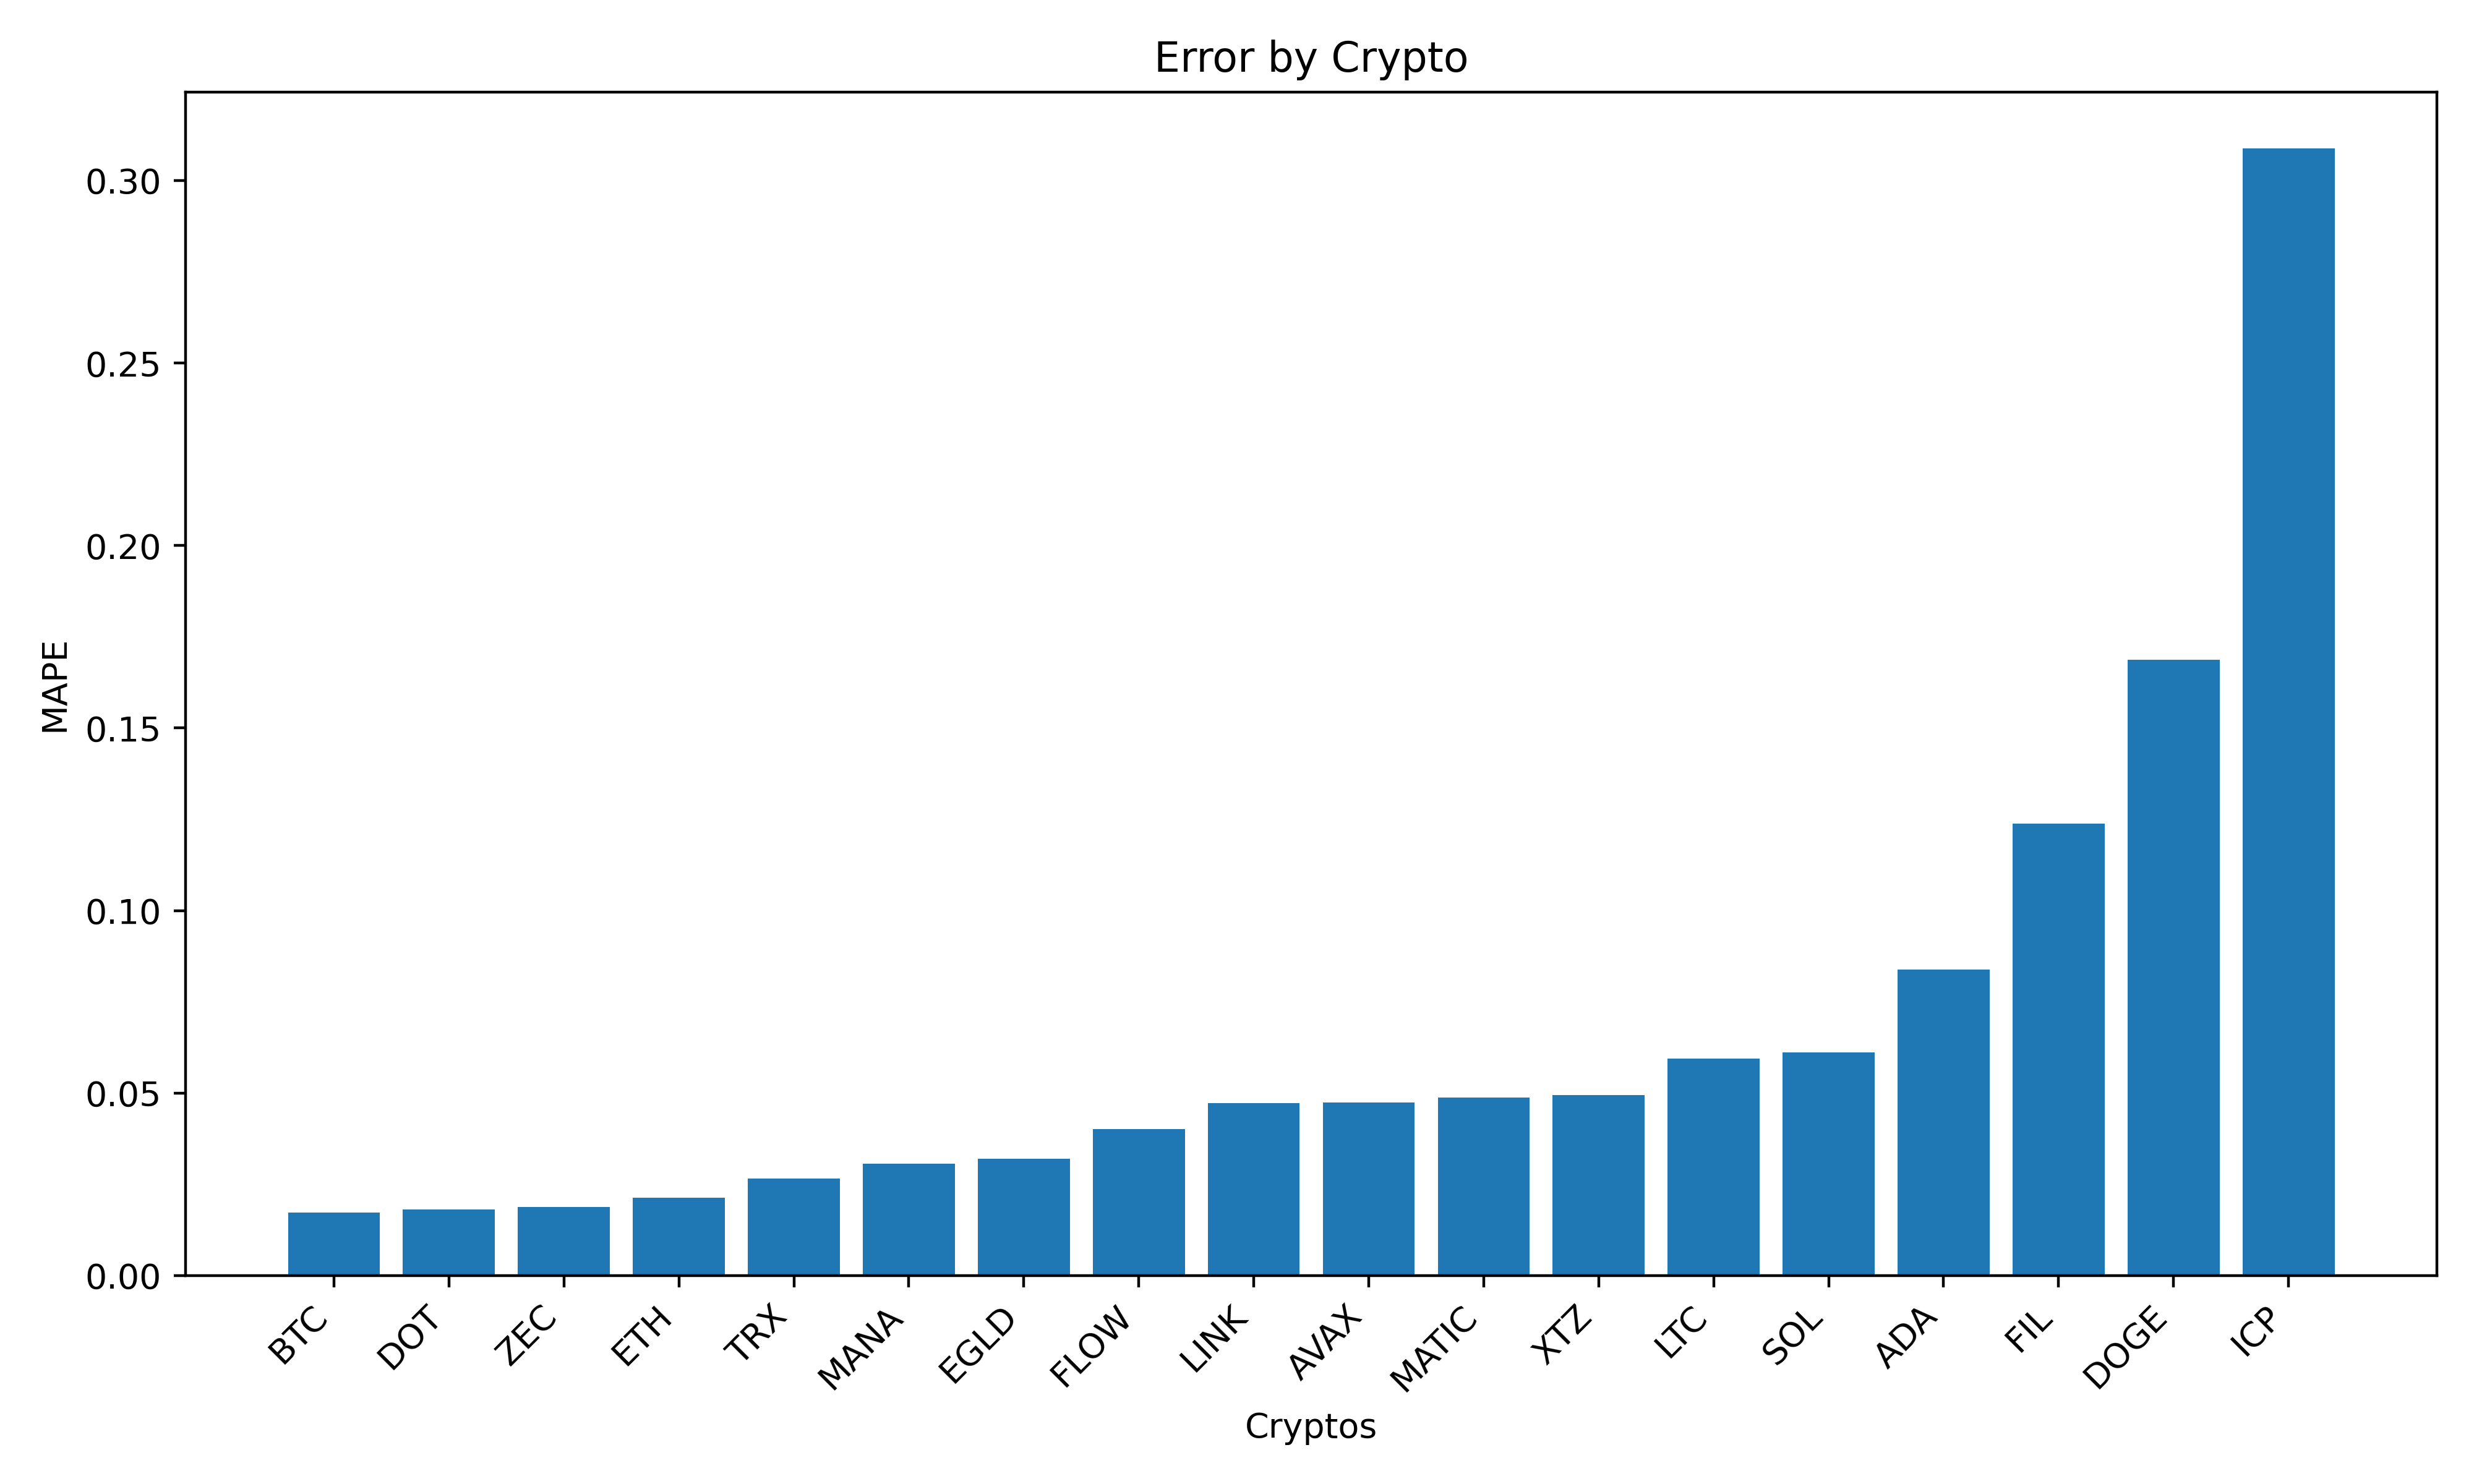 Error by Crypto
MAPE
0.30
0.25
0.20
0.15
0.10
0.05
0.00
BTC
DOT
ZEC
ETH
TRX
MANA
EGLD
FLOW
LINK
AVAX
MATIC
XTZ
LTC
SOL
ADA
FIL
DOGE
ICP
Cryptos